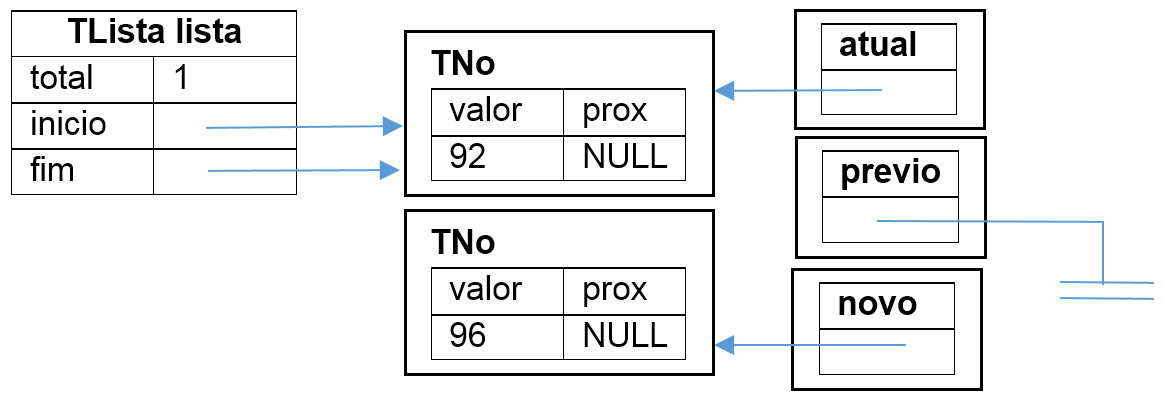 TLista lista
total 1
inicio
fim
TNo
valor prox
92 NULL
TNo
valor prox
96 NULL
atual
previo
novo